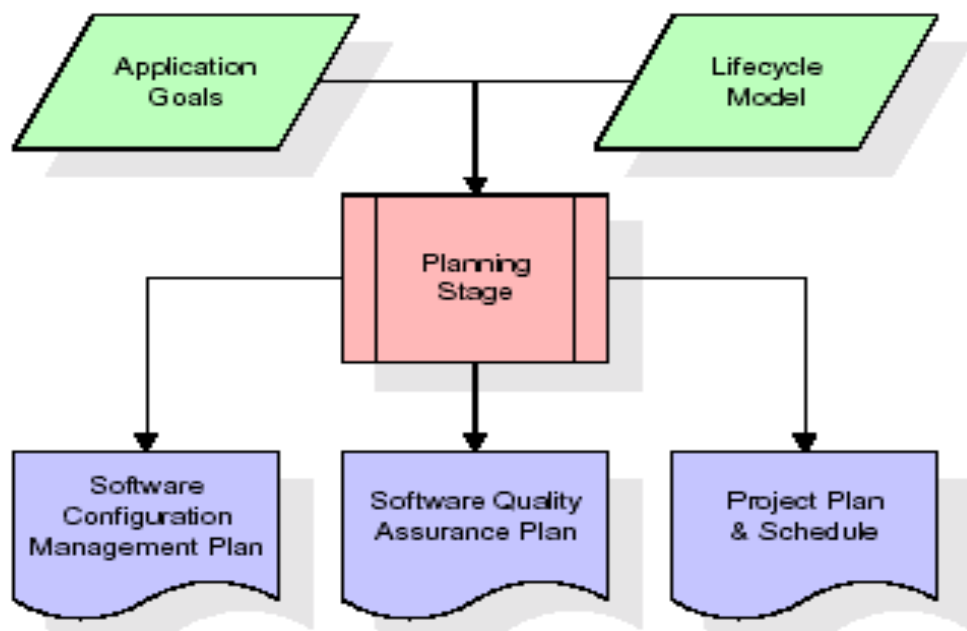 Application
Goals
Lifecycle
Model
Planning
Stage
Software
Configuration
Management Plan
Software Quality
Assurance Plan
Project Plan
& Schedule